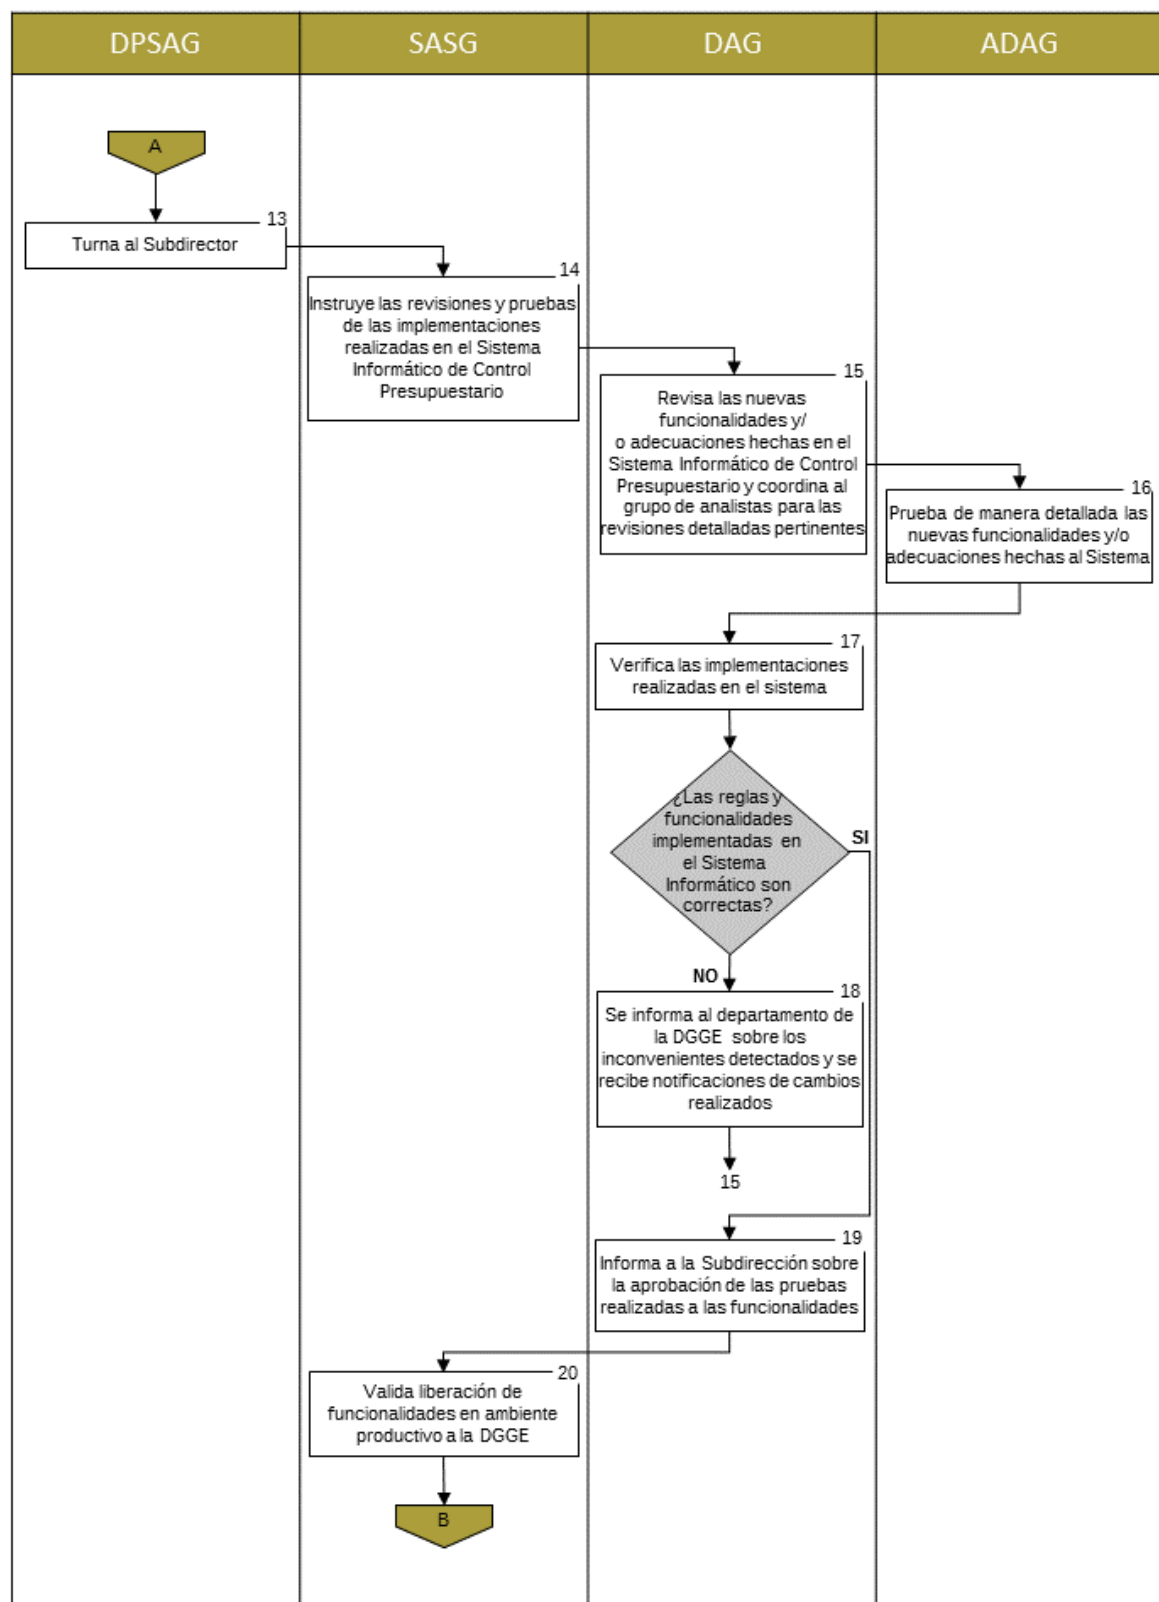 DPSAG
SASG
DAG
ADAG
A
13
Turna al Subdirector
14
Instruye las revisiones y pruebas
de las implementaciones
realizadas en el Sistema
Informático de Control
Presupuestario
15
Revisa las nuevas
funcionalidades y/
o adecuaciones hechas en el
Sistema Informático de Control
Presupuestario y coordina al
grupo de analistas para las
revisiones detalladas pertinentes
16
Prueba de manera detallada las
nuevas funcionalidades y/o
adecuaciones hechas al Sistema
17
Verifica las implementaciones
realizadas en el sistema
¿Las reglas y
funcionalidades
implementadas en
el Sistema
Informático son
correctas?
SI
NO
18
Se informa al departamento de
la DGGE sobre los
inconvenientes detectados y se
recibe notificaciones de cambios
realizados
15
19
Informa a la Subdirección sobre
la aprobación de las pruebas
realizadas a las funcionalidades
20
Valida liberación de
funcionalidades en ambiente
productivo a la DGGE
B